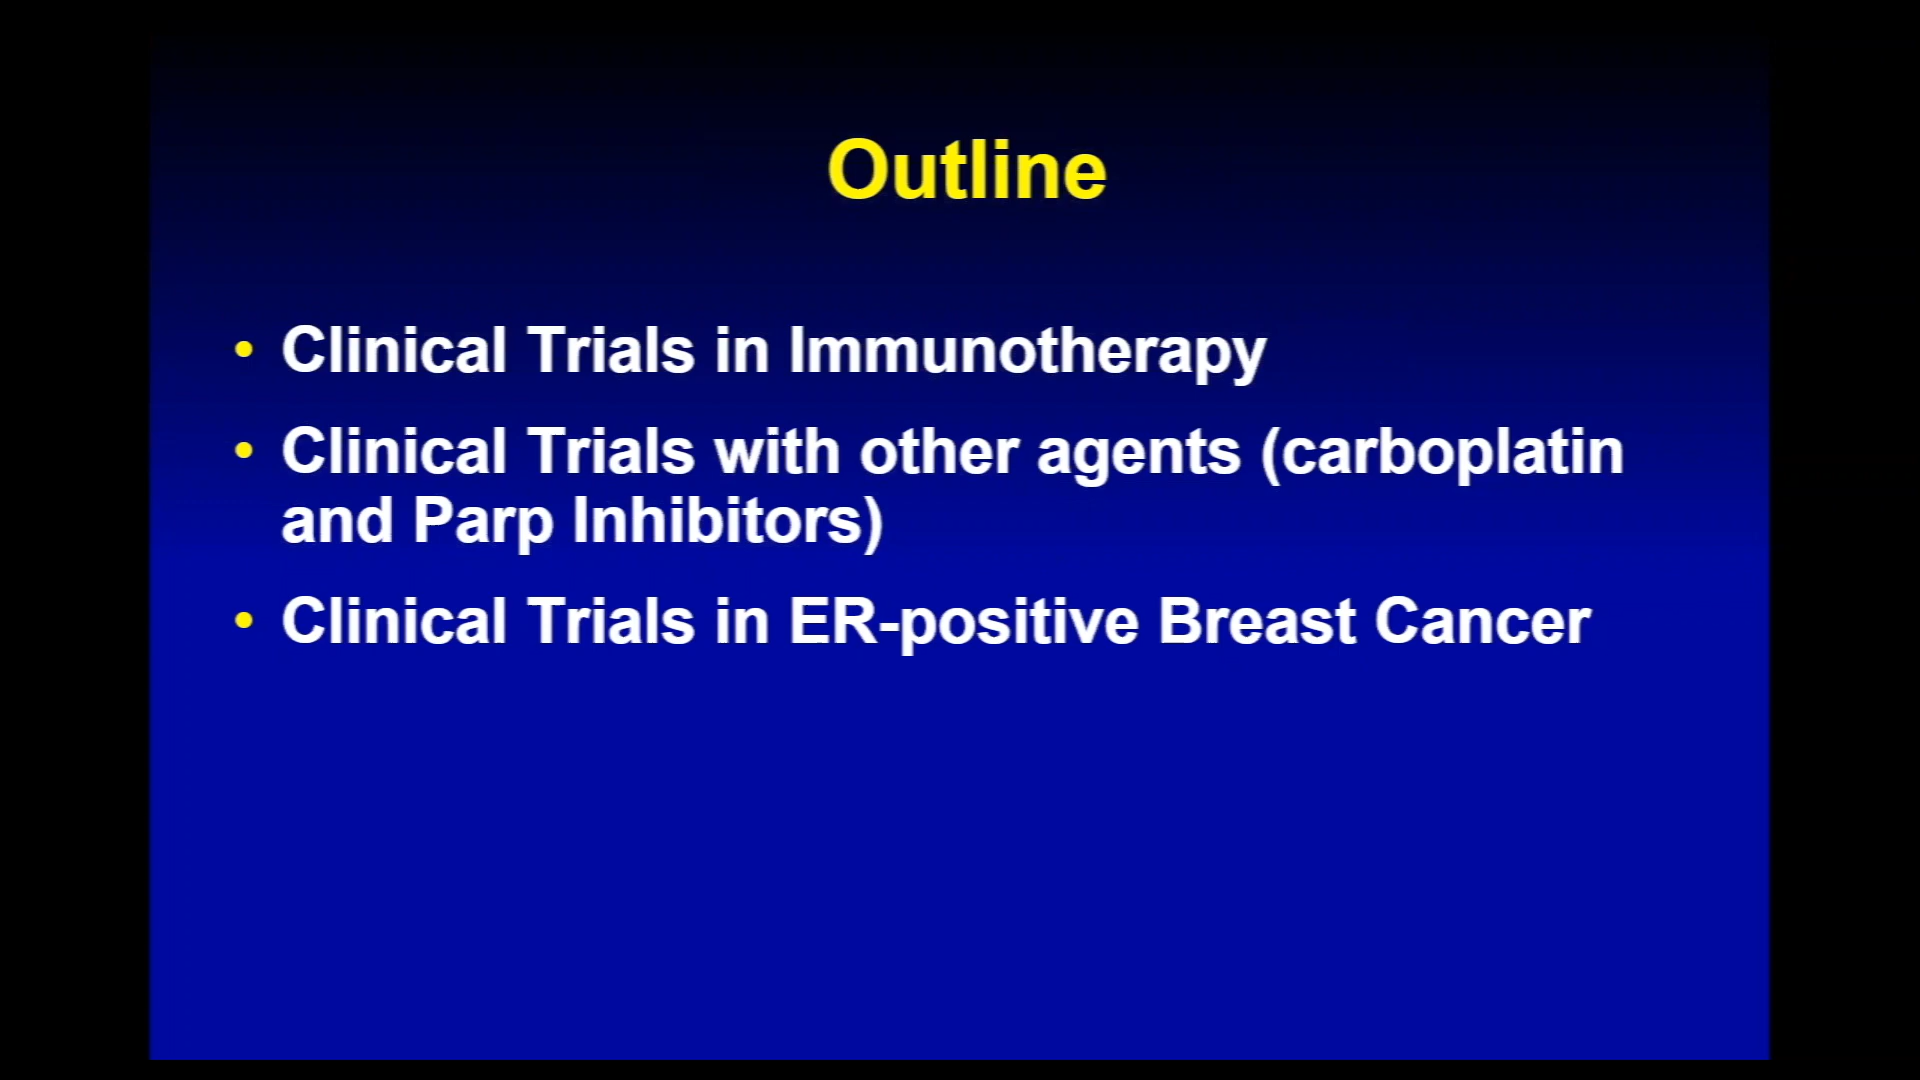 Outline
• Clinical Trials in Immunotherapy
• Clinical Trials with other agents (carboplatin
and Parp Inhibitors)
• Clinical Trials in ER-positive Breast Cancer